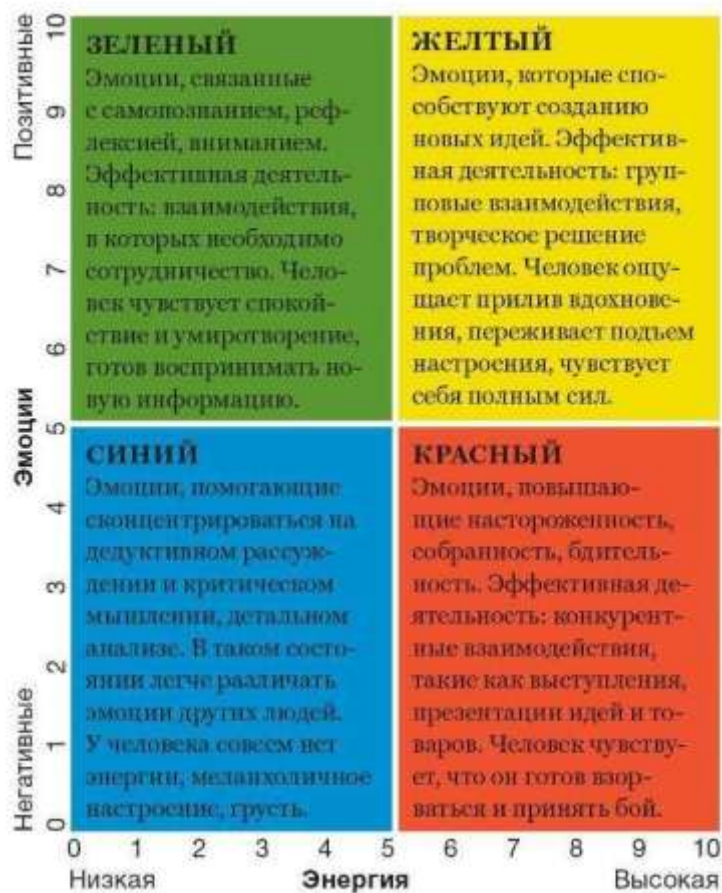 Позитивные
Эмоции
Негативные
10
9
8
7
6
5
4
3
2
1
0
ЗЕЛЕНЫЙ
Эмоции, связанные
с самопознанием, реф-
лексией, вниманием.
Эффективная деятель-
ность: взаимодействия,
в которых необходимо
сотрудничество. Чело-
век чувствует спокой-
ствие и умиротворение,
готов воспринимать но-
вую информацию.
ЖЕЛТЫЙ
Эмоции, которые спо-
собствуют созданию
новых идей. Эффектив-
ная деятельность: груп-
повые взаимодействия,
творческое решение
проблем. Человек ощу-
щает прилив вдохнове-
ния, переживает подъем
настроения, чувствует
себя полным сил.
СИНИЙ
Эмоции, помогающие
сконцентрироваться на
дедуктивном рассуж-
дении и критическом
мышлении, детальном
анализе. В таком состо-
янии легче различать
эмоции других людей.
У человека совсем нет
энергии, меланхоличное
настроение, грусть.
КРАСНЫЙ
Эмоции, повышаю-
щие настороженность,
собранность, бдитель-
ность. Эффективная де-
ятельность: конкурент-
ные взаимодействия,
такие как выступления,
презентации идей и то-
варов. Человек чувству-
ет, что он готов взор-
ваться и принять бой.
0 1 2 3 4 5 6 7 8 9 10
Низкая Энергия Высокая